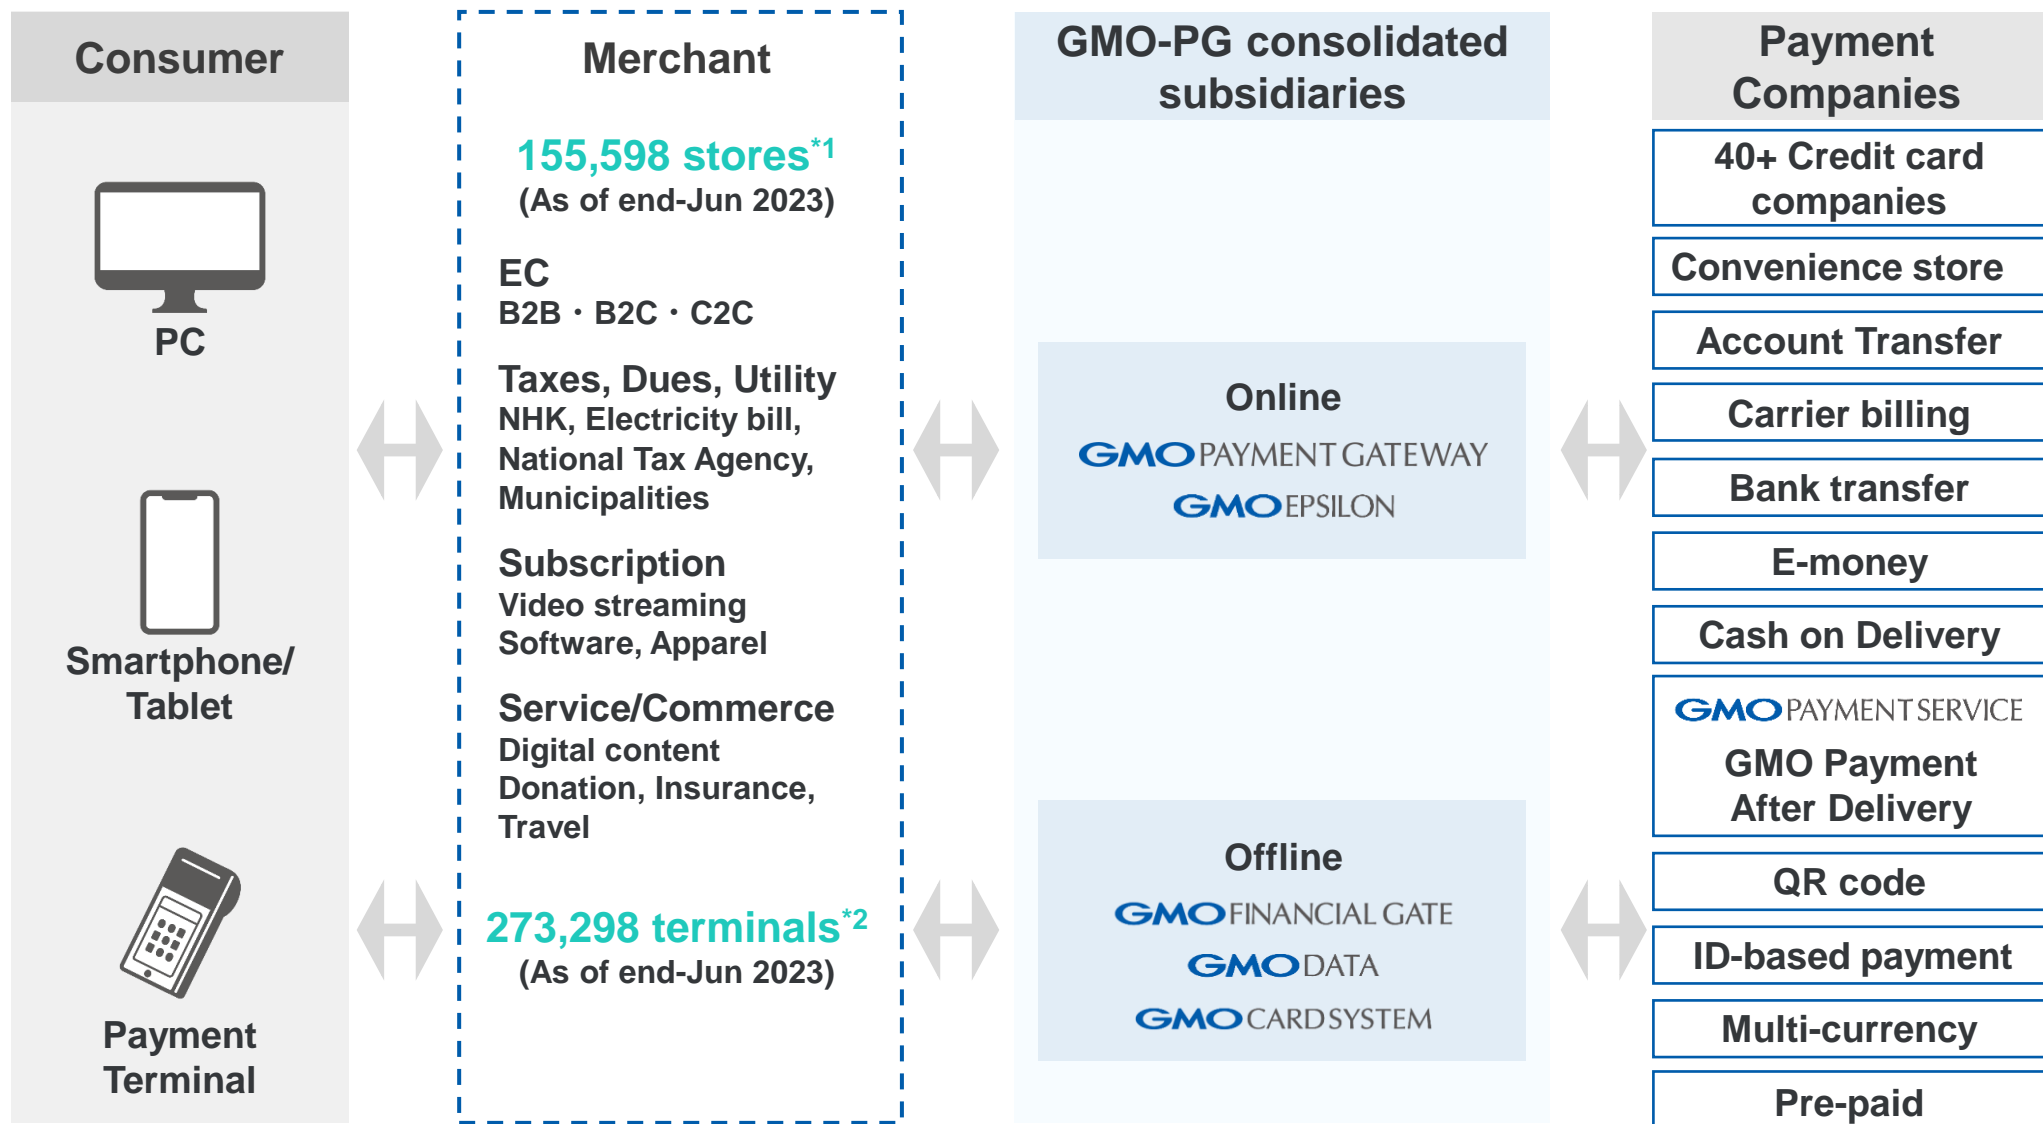 Consumer
PC
Smartphone/
Tablet
Payment
Terminal
Merchant
155,598 stores*1
(As of end-Jun 2023)
EC
B2B・B2C・C2C
Taxes, Dues, Utility
NHK, Electricity bill,
National Tax Agency,
Municipalities
Subscription
Video streaming
Software, Apparel
Service/Commerce
Digital content
Donation, Insurance,
Travel
273,298 terminals*2
(As of end-Jun 2023)
GMO-PG consolidated
subsidiaries
Online
GMO PAYMENT GATEWAY
GMO EPSILON
Offline
GMO FINANCIAL GATE
GMO DATA
GMO CARD SYSTEM
Payment
Companies
40+ Credit card
companies
Convenience store
Account Transfer
Carrier billing
Bank transfer
E-money
Cash on Delivery
GMO PAYMENT SERVICE
GMO Payment
After Delivery
QR code
ID-based payment
Multi-currency
Pre-paid